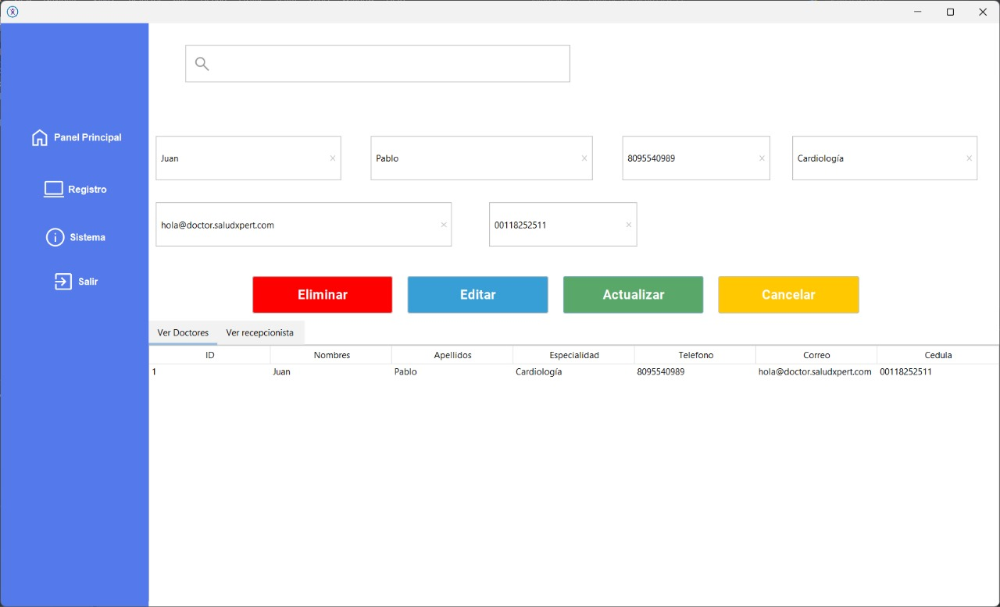 Panel Principal
Registro
Sistema
Salir
Juan
Pablo
8095540989
Cardiología
hola@doctor.saludxpert.com
00118252511
Eliminar
Editar
Actualizar
Cancelar
Ver Doctores
Ver recepcionista
ID Nombres Apellidos Especialidad Telefono Correo Cedula
1 Juan Pablo Cardiología 8095540989 hola@doctor.saludxpert.com 00118252511